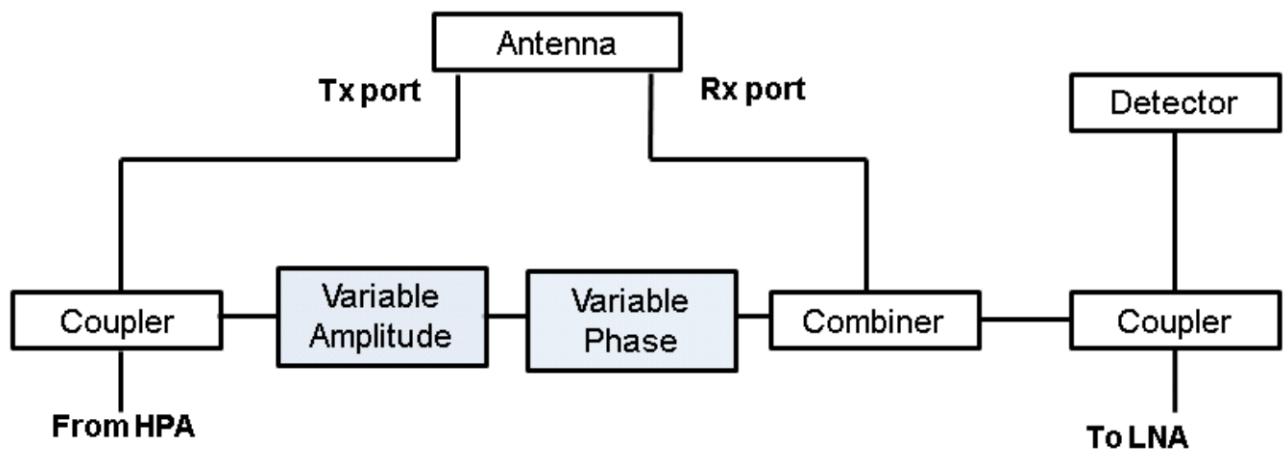 Antenna
Tx port
Rx port
Detector
Coupler
Variable
Amplitude
Variable
Phase
Combiner
Coupler
From HPA
To LNA